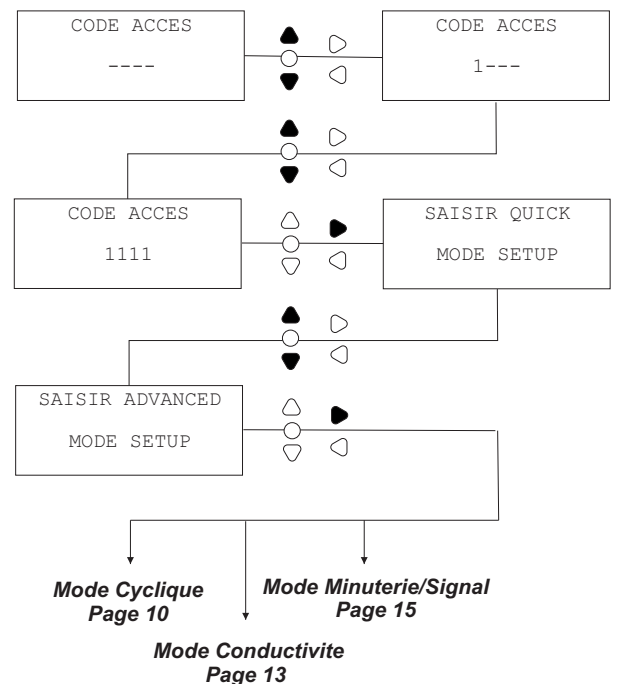 CODE ACCES
----
CODE ACCES
1---
CODE ACCES
1111
SAISIR QUICK
MODE SETUP
SAISIR ADVANCED
MODE SETUP
Mode Cyclique
Page 10
Mode Minuterie/Signal
Page 15
Mode Conductivite
Page 13